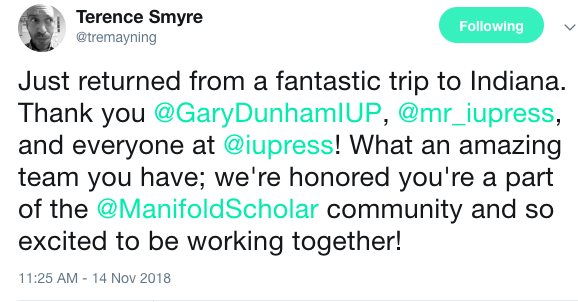 Terence Smyre
@tremayning
Following
Just returned from a fantastic trip to Indiana.
Thank you @GaryDunhamIUP, @mr_iupress,
and everyone at @iupress! What an amazing
team you have; we're honored you're a part
of the @ManifoldScholar community and so
excited to be working together!
11:25 AM - 14 Nov 2018